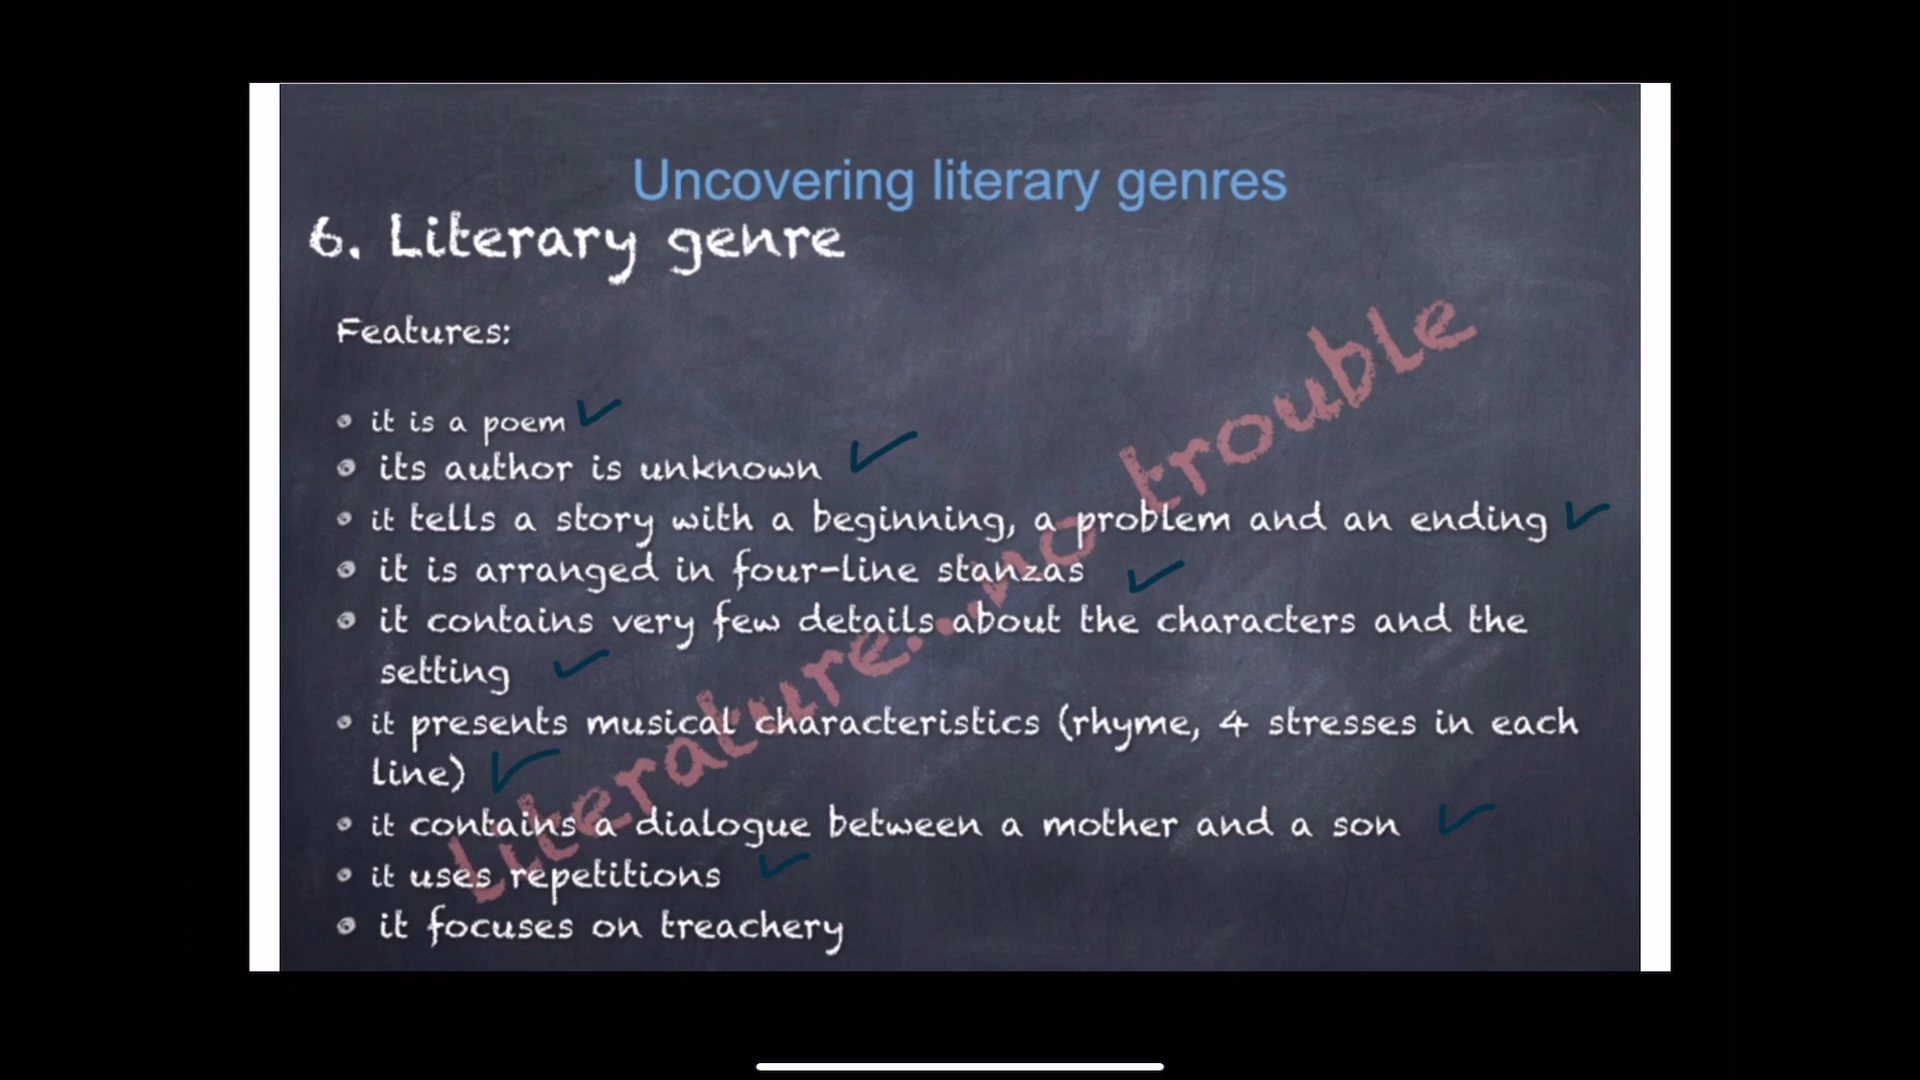 Uncovering literary genres
6. Literary genre
Features:
it is a poem
its author is unknown
it tells a story with a beginning, a problem and an ending
it is arranged in four-line stanzas
it contains very few details about the characters and the
setting
it presents musical characteristics (rhyme, 4 stresses in each
line)
it contains a dialogue between a mother and a son
it uses repetitions
it focuses on treachery
Literature...no trouble